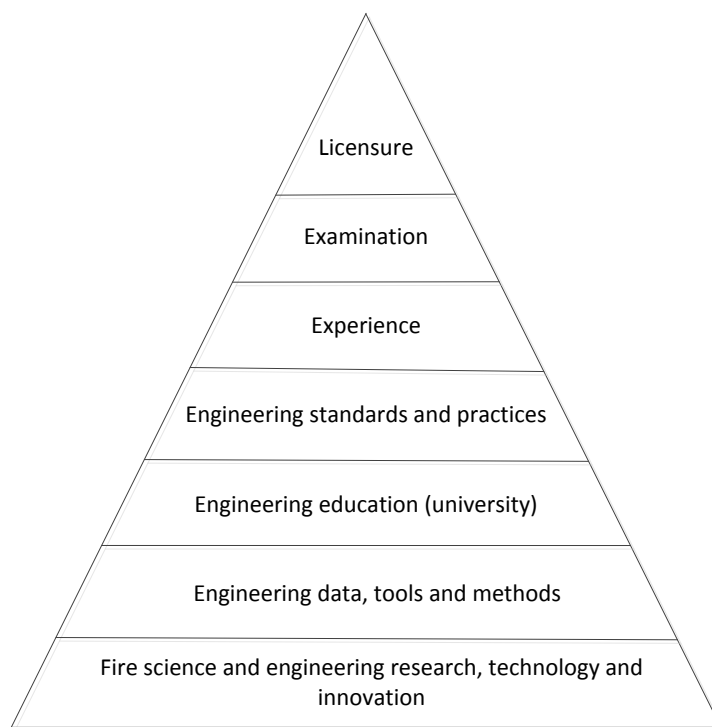 Licensure
Examination
Experience
Engineering standards and practices
Engineering education (university)
Engineering data, tools and methods
Fire science and engineering research, technology and
innovation